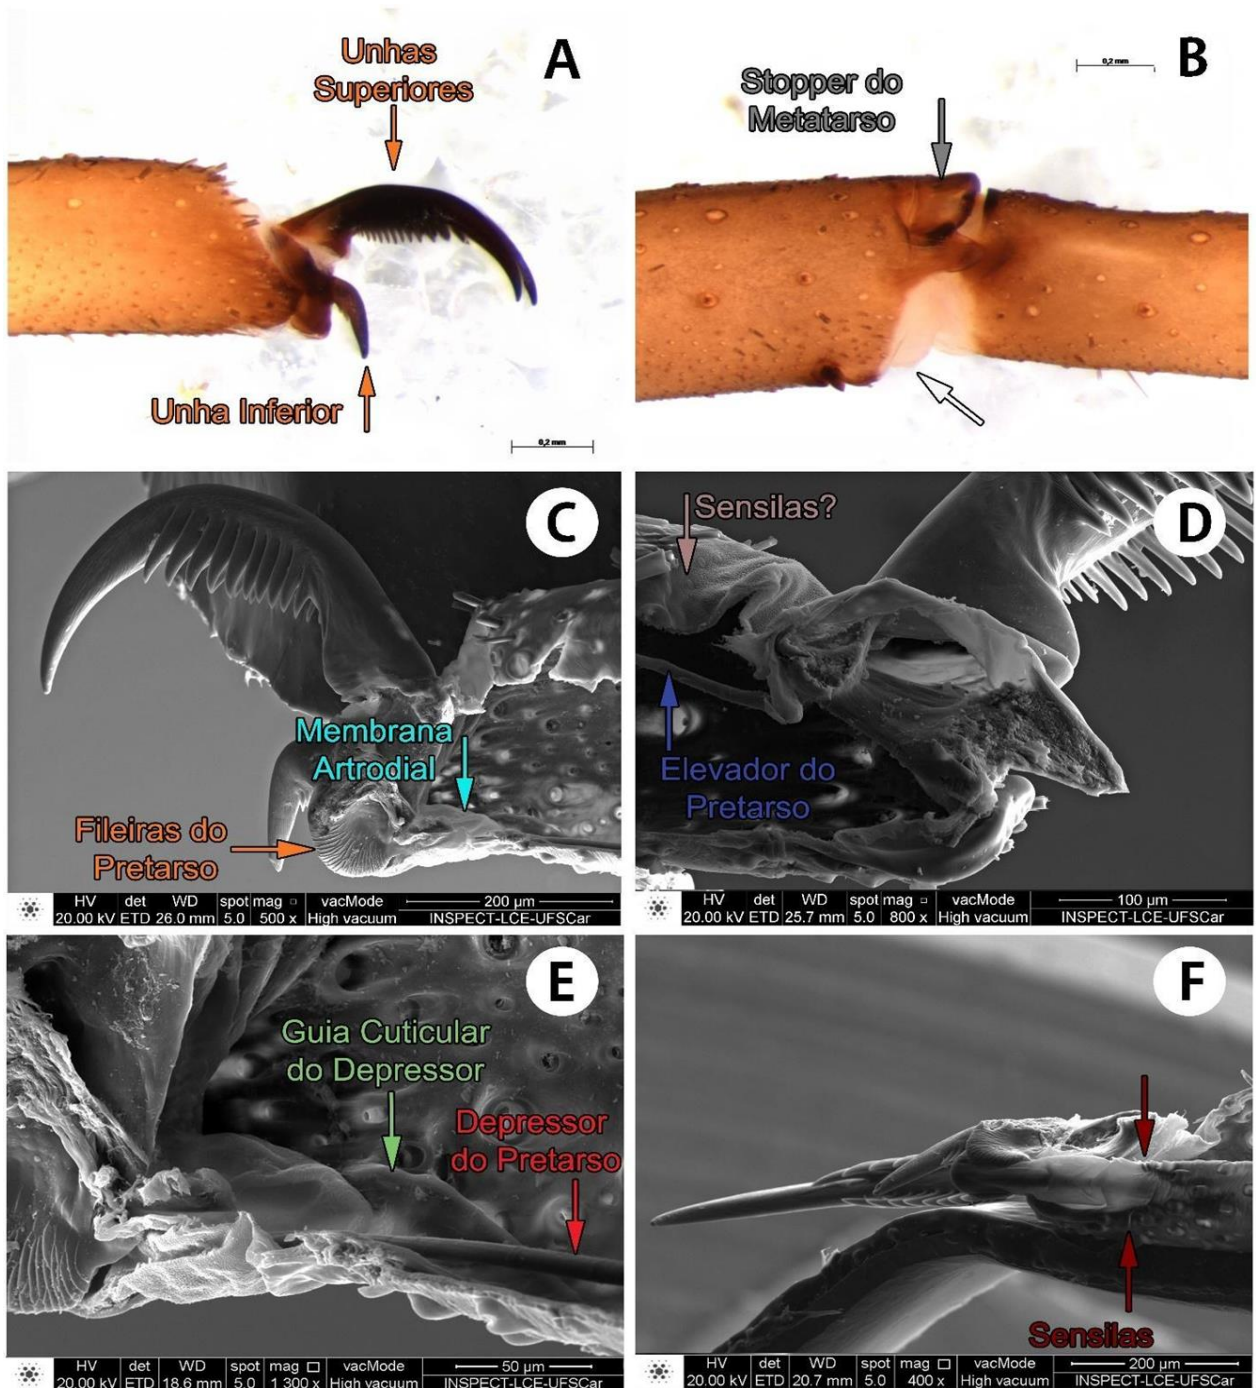 A
Unhas
Superiores
Unha Inferior
0,2 mm
B
0,2 mm
Stopper do
Metatarso
C
Membrana
Artrodial
Fileiras do
Pretarso
HV det WD spot mag □ vacMode 200 µm
20.00 kV ETD 26.0 mm 5.0 500 x High vacuum INSPECT-LCE-UFSCar
D
Sensilas?
Elevador do
Pretarso
HV det WD spot mag □ vacMode 100 µm
20.00 kV ETD 25.7 mm 5.0 800 x High vacuum INSPECT-LCE-UFSCar
E
Guia Cuticular
do Depressor
Depressor
do Pretarso
HV det WD spot mag □ vacMode 50 µm
20.00 kV ETD 18.6 mm 5.0 1 300 x High vacuum INSPECT-LCE-UFSCar
F
Sensilas
HV det WD spot mag □ vacMode 200 µm
20.00 kV ETD 20.7 mm 5.0 400 x High vacuum INSPECT-LCE-UFSCar